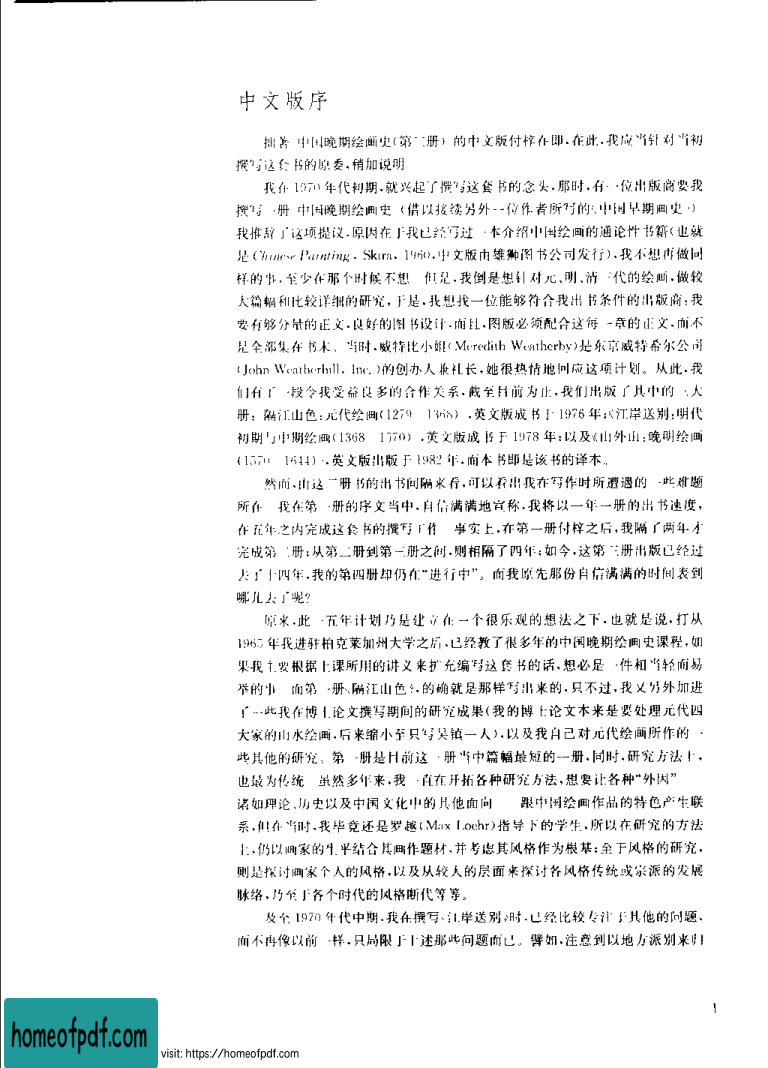 中文版序
拙著 中国晚期绘画史(第三册) 的中文版付梓在即,在此,我应当针对当初
撰写这套书的原委,稍加说明
我在 1970 年代初期,就兴起了撰写这套书的念头,那时,有一位出版商要我
撰写一册 中国晚期绘画史 (借以接续另外一位作者所写的《中国早期画史》)
我推辞了这项提议,原因在于我已经写过一本介绍中国绘画的通论性书籍(也就
是 Chinese Painting, Skira, 1960,中文版由雄狮图书公司发行),我不想再做同
样的事,至少在那个时候不想 但是,我倒是想针对元、明、清三代的绘画,做较
大篇幅和比较详细的研究,于是,我想找一位能够符合我出书条件的出版商:我
要有够分量的正文,良好的图书设计,而且,图版必须配合这每一章的正文,而不
是全部集在书末。当时,威特比小姐(Meredith Weatherby)是东京威特希尔公司
(John Weatherhill, Inc.)的创办人兼社长,她很热情地回应这项计划。从此,我
们有了一段令我受益良多的合作关系,截至目前为止,我们出版了其中的三大
册: 隔江山色:元代绘画(1279 1368) ,英文版成书于 1976 年;《江岸送别:明代
初期与中期绘画(1368 1570) ,英文版成书于 1978 年;以及《山外山:晚明绘画
(1570 1644)》,英文版出版于 1982 年,而本书即是该书的译本。
然而,由这三册书的出书间隔来看,可以看出我在写作时所遭遇的一些难题
所在 我在第一册的序文当中,自信满满地宣称,我将以一年一册的出书速度,
在五年之内完成这套书的撰写工作 事实上,在第一册付梓之后,我隔了两年才
完成第二册;从第二册到第三册之间,则相隔了四年;如今,这第三册出版已经过
去了十四年,我的第四册却仍在“进行中”。而我原先那份自信满满的时间表到
哪儿去了呢?
原来,此一五年计划乃是建立在一个很乐观的想法之下,也就是说,打从
1965 年我进驻柏克莱加州大学之后,已经教了很多年的中国晚期绘画史课程,如
果我主要根据上课所用的讲义来扩充编写这套书的话,想必是一件相当轻而易
举的事 而第一册《隔江山色》,的确就是那样写出来的,只不过,我又另外加进
了一些我在博士论文撰写期间的研究成果(我的博士论文本来是要处理元代四
大家的山水绘画,后来缩小至只写吴镇一人),以及我自己对元代绘画所作的一
些其他的研究。第一册是目前这三册当中篇幅最短的一册,同时,研究方法上,
也最为传统 虽然多年来,我一直在开拓各种研究方法,想要让各种“外因”
诸如理论、历史以及中国文化中的其他面向 跟中国绘画作品的特色产生联
系,但在当时,我毕竟还是罗越(Max Loehr)指导下的学生,所以在研究的方法
上,仍以画家的生平结合其画作题材,并考虑其风格作为根基;至于风格的研究,
则是探讨画家个人的风格,以及从较大的层面来探讨各风格传统或宗派的发展
脉络,乃至于各个时代的风格断代等等。
及至 1970 年代中期,我在撰写《江岸送别》时,已经比较专注于其他的问题,
而不再像以前一样,只局限于上述那些问题而已。譬如,注意到以地方派别来归
1
homeofpdf.com
visit: https://homeofpdf.com